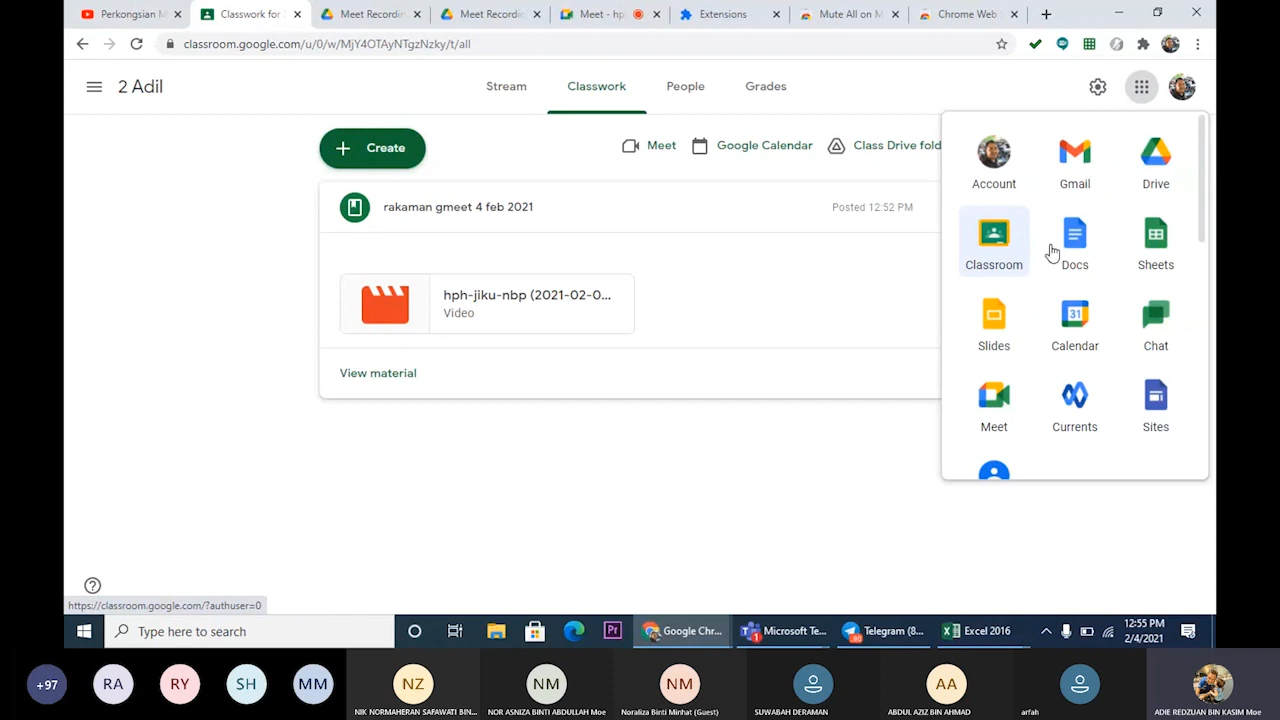 Perkongsian M
Classwork for 2
Meet Recordin
Meet Recordin
Meet - hp
Extensions
Mute All on M
Chrome Web S
classroom.google.com/u/0/w/MjY4OTAyNTgzNzky/t/all
2 Adil
Stream
Classwork
People
Grades
Create
Meet
Google Calendar
Class Drive fold
rakaman gmeet 4 feb 2021
Posted 12:52 PM
hph-jiku-nbp (2021-02-0...
Video
View material
Account
Gmail
Drive
Classroom
Docs
Sheets
Slides
31
Calendar
Chat
Meet
Currents
Sites
https://classroom.google.com/?authuser=0
Type here to search
Pr
Google Chr...
Microsoft Te...
Telegram (8...
Excel 2016
12:55 PM
2/4/2021
+97
RA
RY
SH
MM
NZ
NIK NORMAHERAN SAFAWATI BIN...
NM
NOR ASNIZA BINTI ABDULLAH Moe
NM
Noraliza Binti Minhat (Guest)
SUWABAH DERAMAN
AA
ABDUL AZIZ BIN AHMAD
arfah
ADIE REDZUAN BIN KASIM Moe